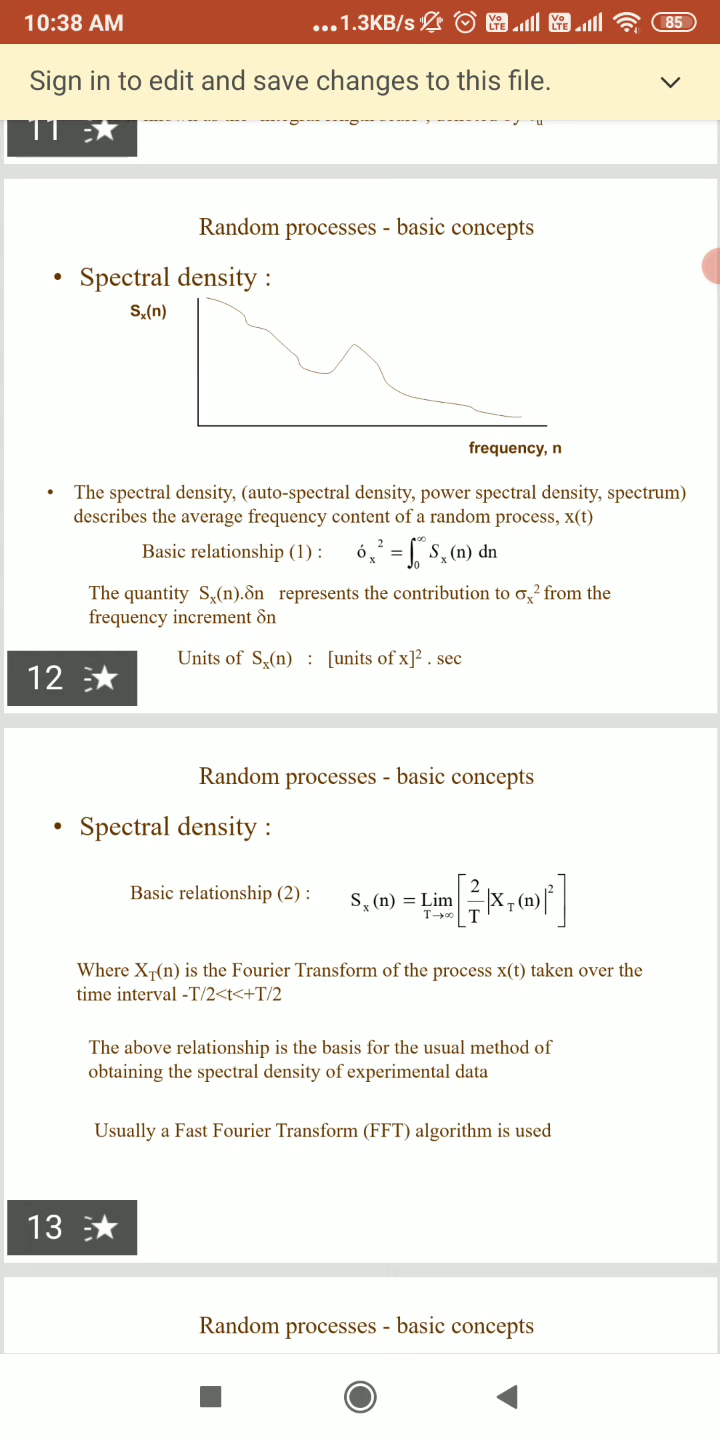 10:38 AM
...1.3KB/s Vo LTE Vo LTE 85
Sign in to edit and save changes to this file.
11
12
Random processes - basic concepts
• Spectral density :
Sx(n)
frequency, n
• The spectral density, (auto-spectral density, power spectral density, spectrum)
describes the average frequency content of a random process, x(t)
Basic relationship (1) : óx² = ∫₀^∞ Sx (n) dn
The quantity Sx(n).δn represents the contribution to σx² from the
frequency increment δn
Units of Sx(n) : [units of x]² . sec
13
Random processes - basic concepts
• Spectral density :
Basic relationship (2) : Sx (n) = Lim T→∞ [2/T |XT (n)|²]
Where XT(n) is the Fourier Transform of the process x(t) taken over the
time interval -T/2<t<+T/2
The above relationship is the basis for the usual method of
obtaining the spectral density of experimental data
Usually a Fast Fourier Transform (FFT) algorithm is used
Random processes - basic concepts